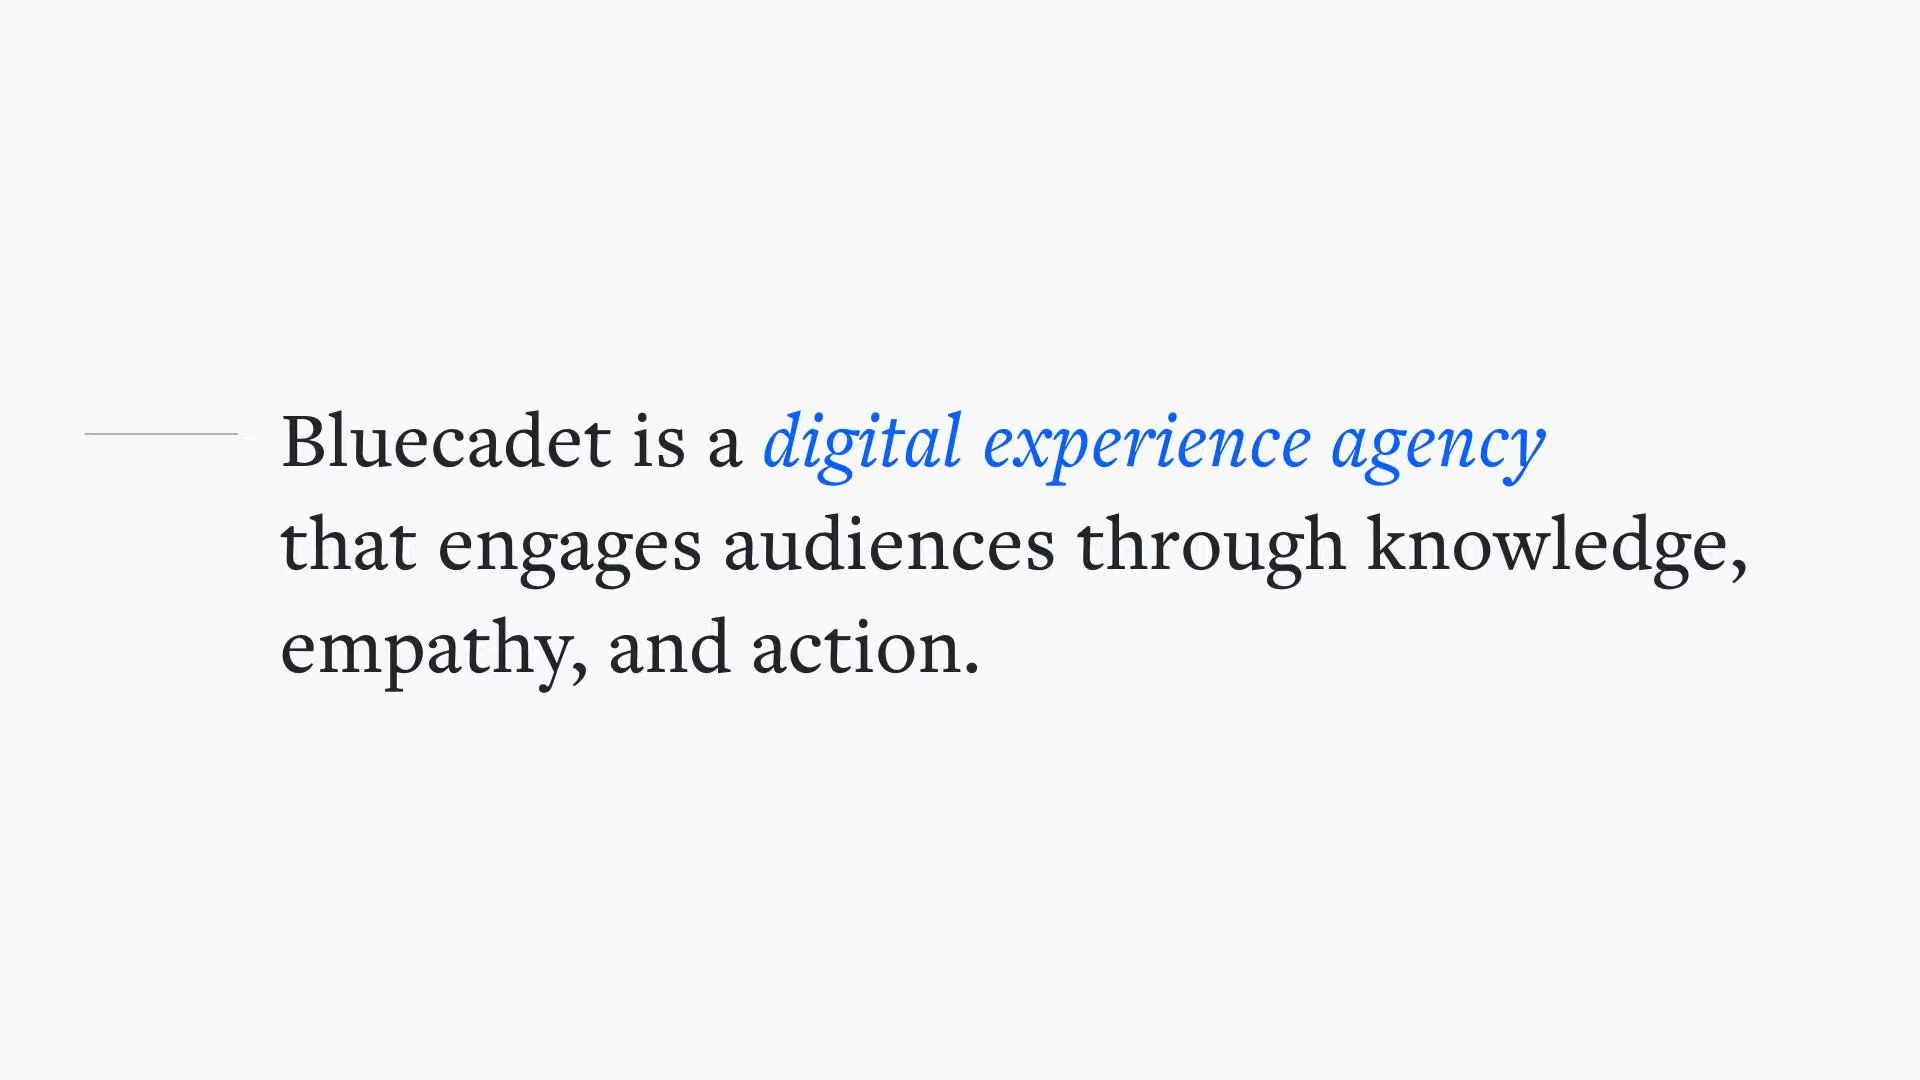 Bluecadet is a digital experience agency
that engages audiences through knowledge,
empathy, and action.